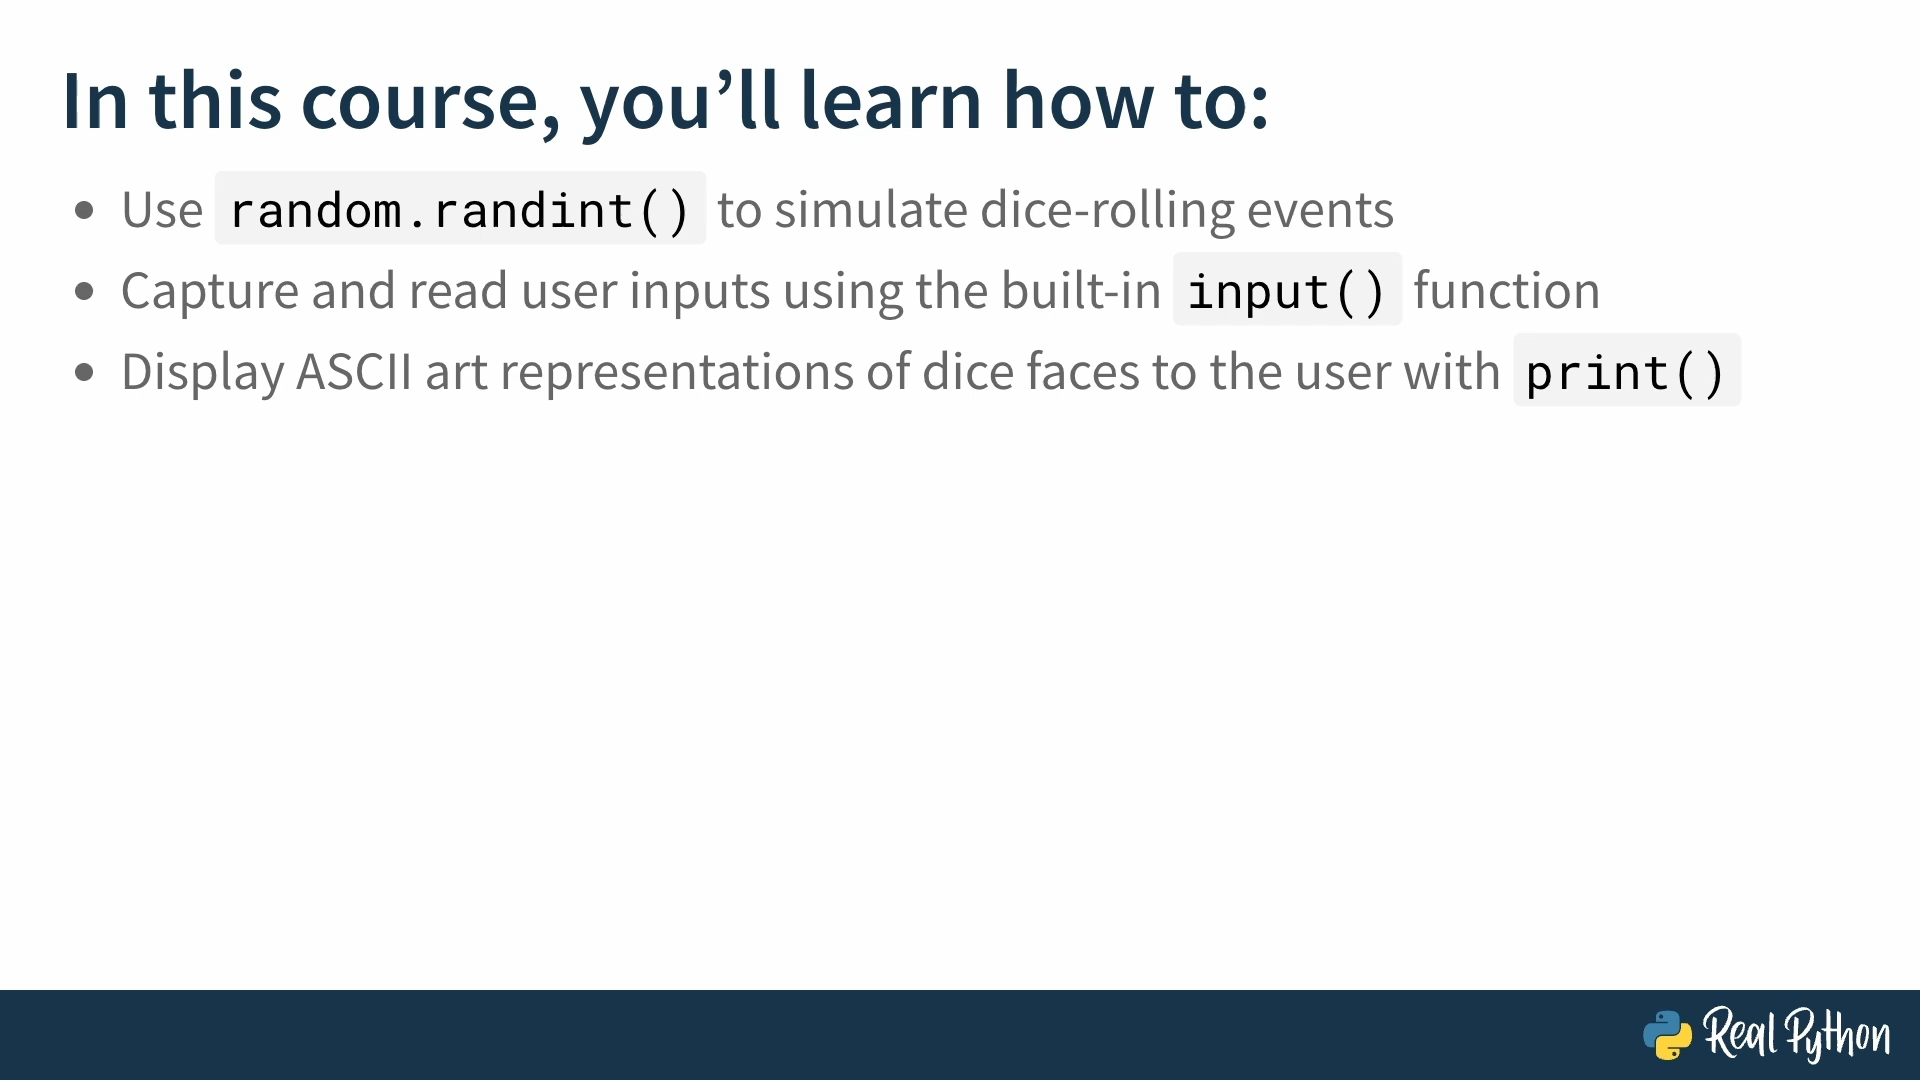 In this course, you’ll learn how to:
• Use random.randint() to simulate dice-rolling events
• Capture and read user inputs using the built-in input() function
• Display ASCII art representations of dice faces to the user with print()
Real Python